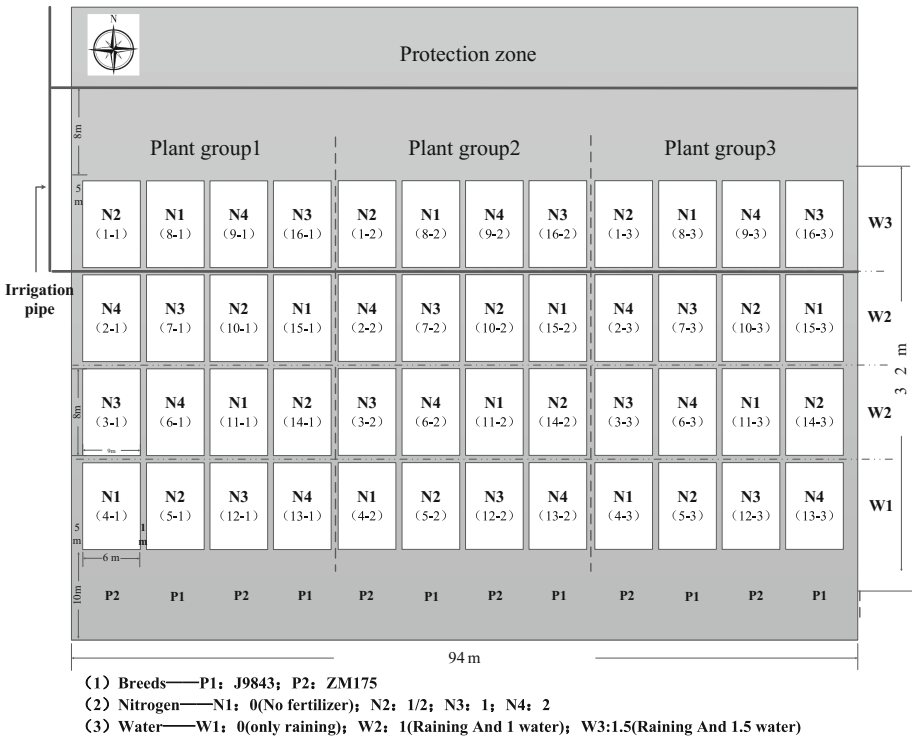 N
Protection zone
8m
Plant group1 Plant group2 Plant group3
5 m
N2 N1 N4 N3 N2 N1 N4 N3 N2 N1 N4 N3 W3
(1-1) (8-1) (9-1) (16-1) (1-2) (8-2) (9-2) (16-2) (1-3) (8-3) (9-3) (16-3)
Irrigation
pipe
N4 N3 N2 N1 N4 N3 N2 N1 N4 N3 N2 N1 W2
(2-1) (7-1) (10-1) (15-1) (2-2) (7-2) (10-2) (15-2) (2-3) (7-3) (10-3) (15-3)
32m
8m
N3 N4 N1 N2 N3 N4 N1 N2 N3 N4 N1 N2 W2
(3-1) (6-1) (11-1) (14-1) (3-2) (6-2) (11-2) (14-2) (3-3) (6-3) (11-3) (14-3)
9m
N1 N2 N3 N4 N1 N2 N3 N4 N1 N2 N3 N4 W1
(4-1) (5-1) (12-1) (13-1) (4-2) (5-2) (12-2) (13-2) (4-3) (5-3) (12-3) (13-3)
5 m 1 m
6 m
10m
P2 P1 P2 P1 P2 P1 P2 P1 P2 P1 P2 P1
94 m
(1) Breeds——P1: J9843; P2: ZM175
(2) Nitrogen——N1: 0(No fertilizer); N2: 1/2; N3: 1; N4: 2
(3) Water——W1: 0(only raining); W2: 1(Raining And 1 water); W3:1.5(Raining And 1.5 water)